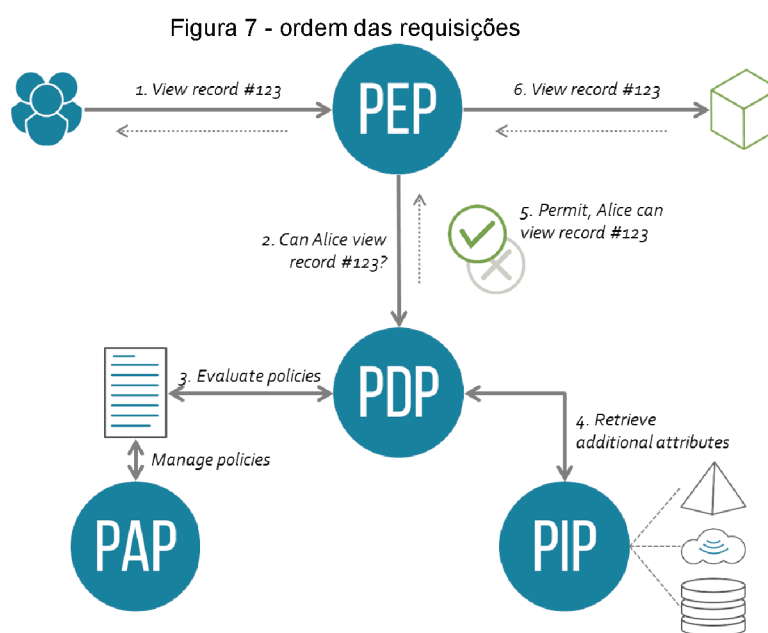 Figura 7 - ordem das requisições
1. View record #123
PEP
6. View record #123
2. Can Alice view
record #123?
5. Permit, Alice can
view record #123
3. Evaluate policies
PDP
4. Retrieve
additional attributes
Manage policies
PAP
PIP